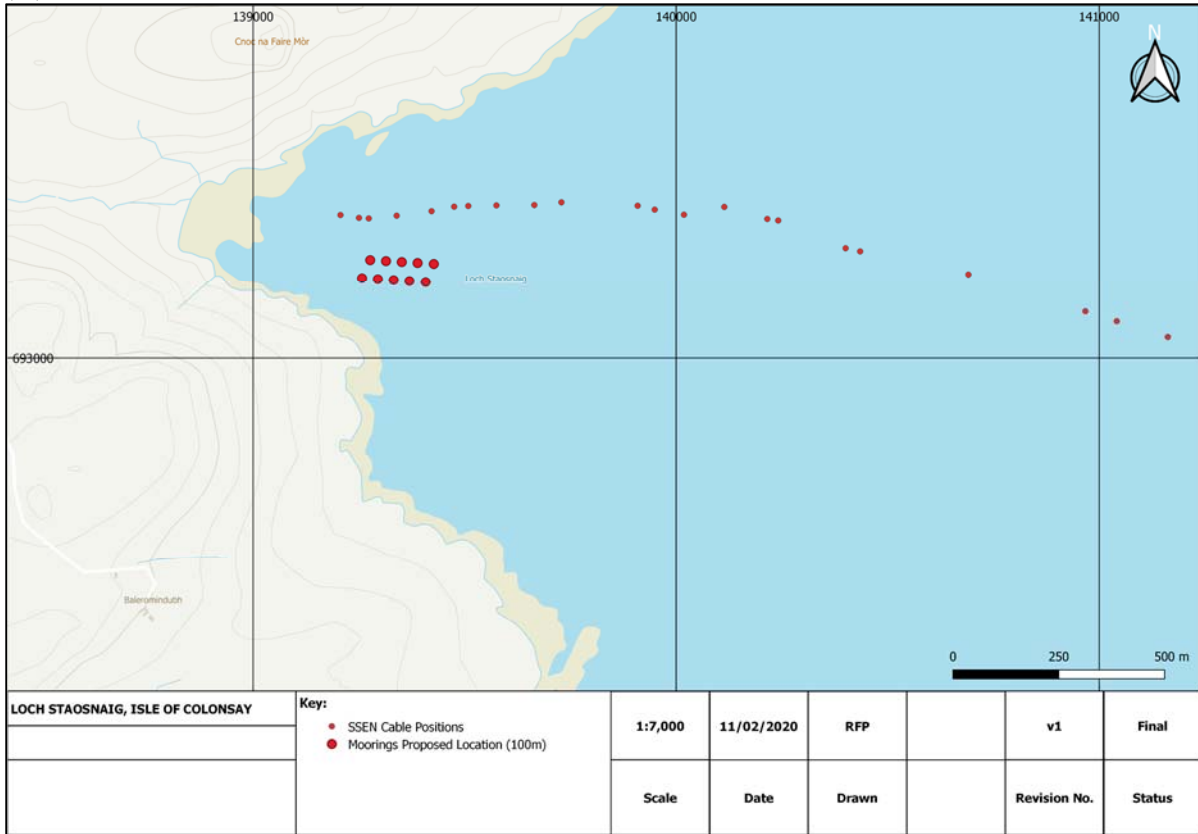 139000
140000
141000
Cnoc na Faire Mòr
N
Loch Staosnaig
693000
Baleromindubh
0 250 500 m
LOCH STAOSNAIG, ISLE OF COLONSAY
Key:
SSEN Cable Positions
Moorings Proposed Location (100m)
1:7,000
11/02/2020
RFP
v1
Final
Scale
Date
Drawn
Revision No.
Status